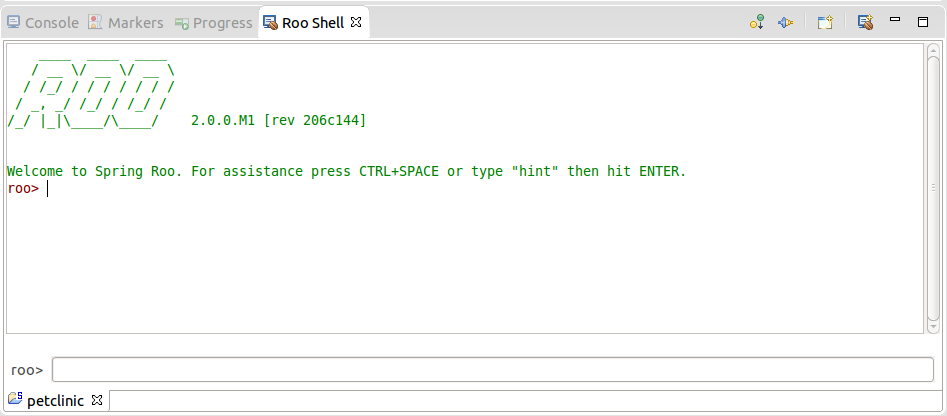 Console Markers Progress Roo Shell
    ____  ____  ____
   / __ \/ __ \/ __ \
  / /_/ / / / / / / /
 / _, _/ /_/ / /_/ /
/_/ |_|\____/\____/    2.0.0.M1 [rev 206c144]
Welcome to Spring Roo. For assistance press CTRL+SPACE or type "hint" then hit ENTER.
roo>
roo>
petclinic